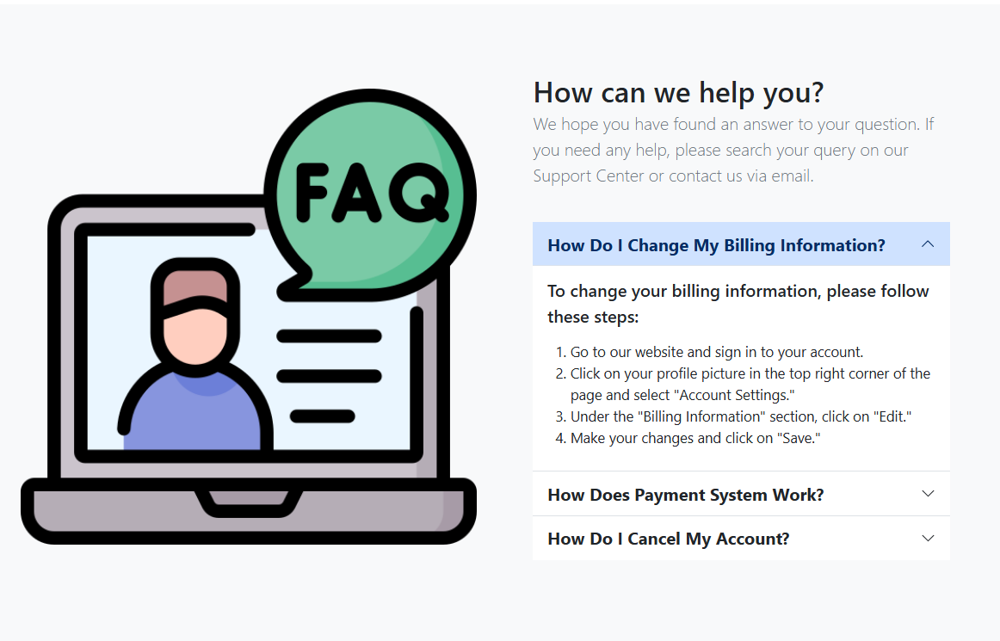 FAQ
How can we help you?
We hope you have found an answer to your question. If
you need any help, please search your query on our
Support Center or contact us via email.
How Do I Change My Billing Information?
To change your billing information, please follow
these steps:
1. Go to our website and sign in to your account.
2. Click on your profile picture in the top right corner of the
page and select "Account Settings."
3. Under the "Billing Information" section, click on "Edit."
4. Make your changes and click on "Save."
How Does Payment System Work?
How Do I Cancel My Account?